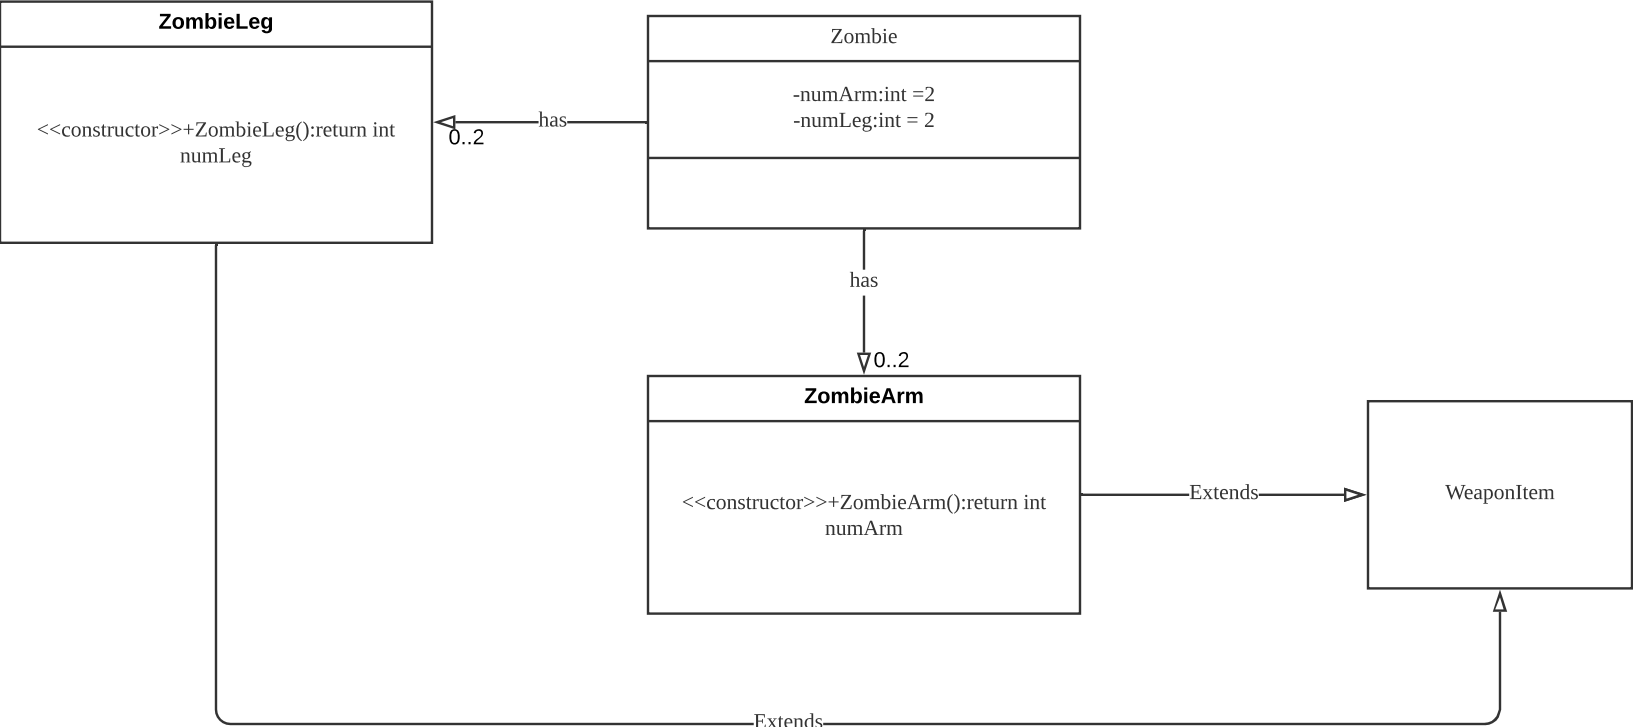 ZombieLeg
<<constructor>>+ZombieLeg():return int
numLeg
has
0..2
Zombie
-numArm:int =2
-numLeg:int = 2
has
0..2
ZombieArm
<<constructor>>+ZombieArm():return int
numArm
Extends
WeaponItem
Extends